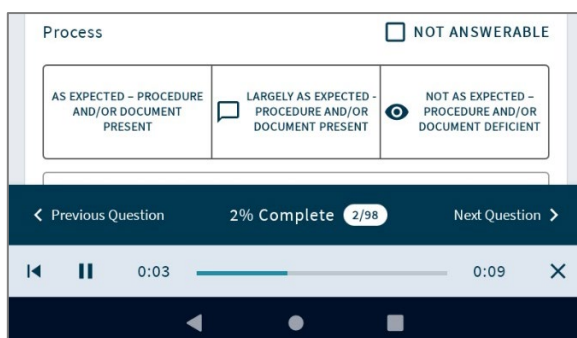 Process
NOT ANSWERABLE
AS EXPECTED – PROCEDURE
AND/OR DOCUMENT
PRESENT
LARGELY AS EXPECTED -
PROCEDURE AND/OR
DOCUMENT PRESENT
NOT AS EXPECTED –
PROCEDURE AND/OR
DOCUMENT DEFICIENT
Previous Question
2% Complete 2/98
Next Question
0:03
0:09